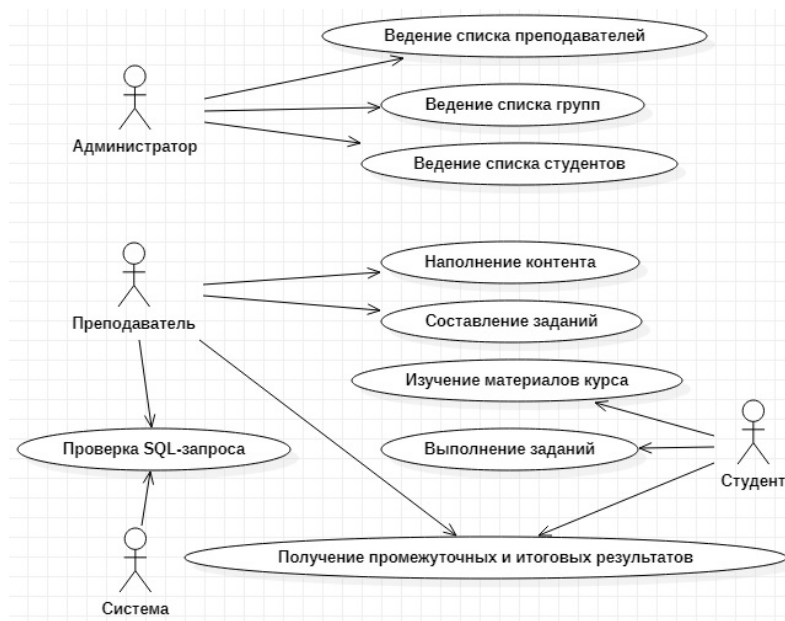 Ведение списка преподавателей
Ведение списка групп
Администратор
Ведение списка студентов
Наполнение контента
Преподаватель
Составление заданий
Изучение материалов курса
Проверка SQL-запроса
Выполнение заданий
Студент
Получение промежуточных и итоговых результатов
Система